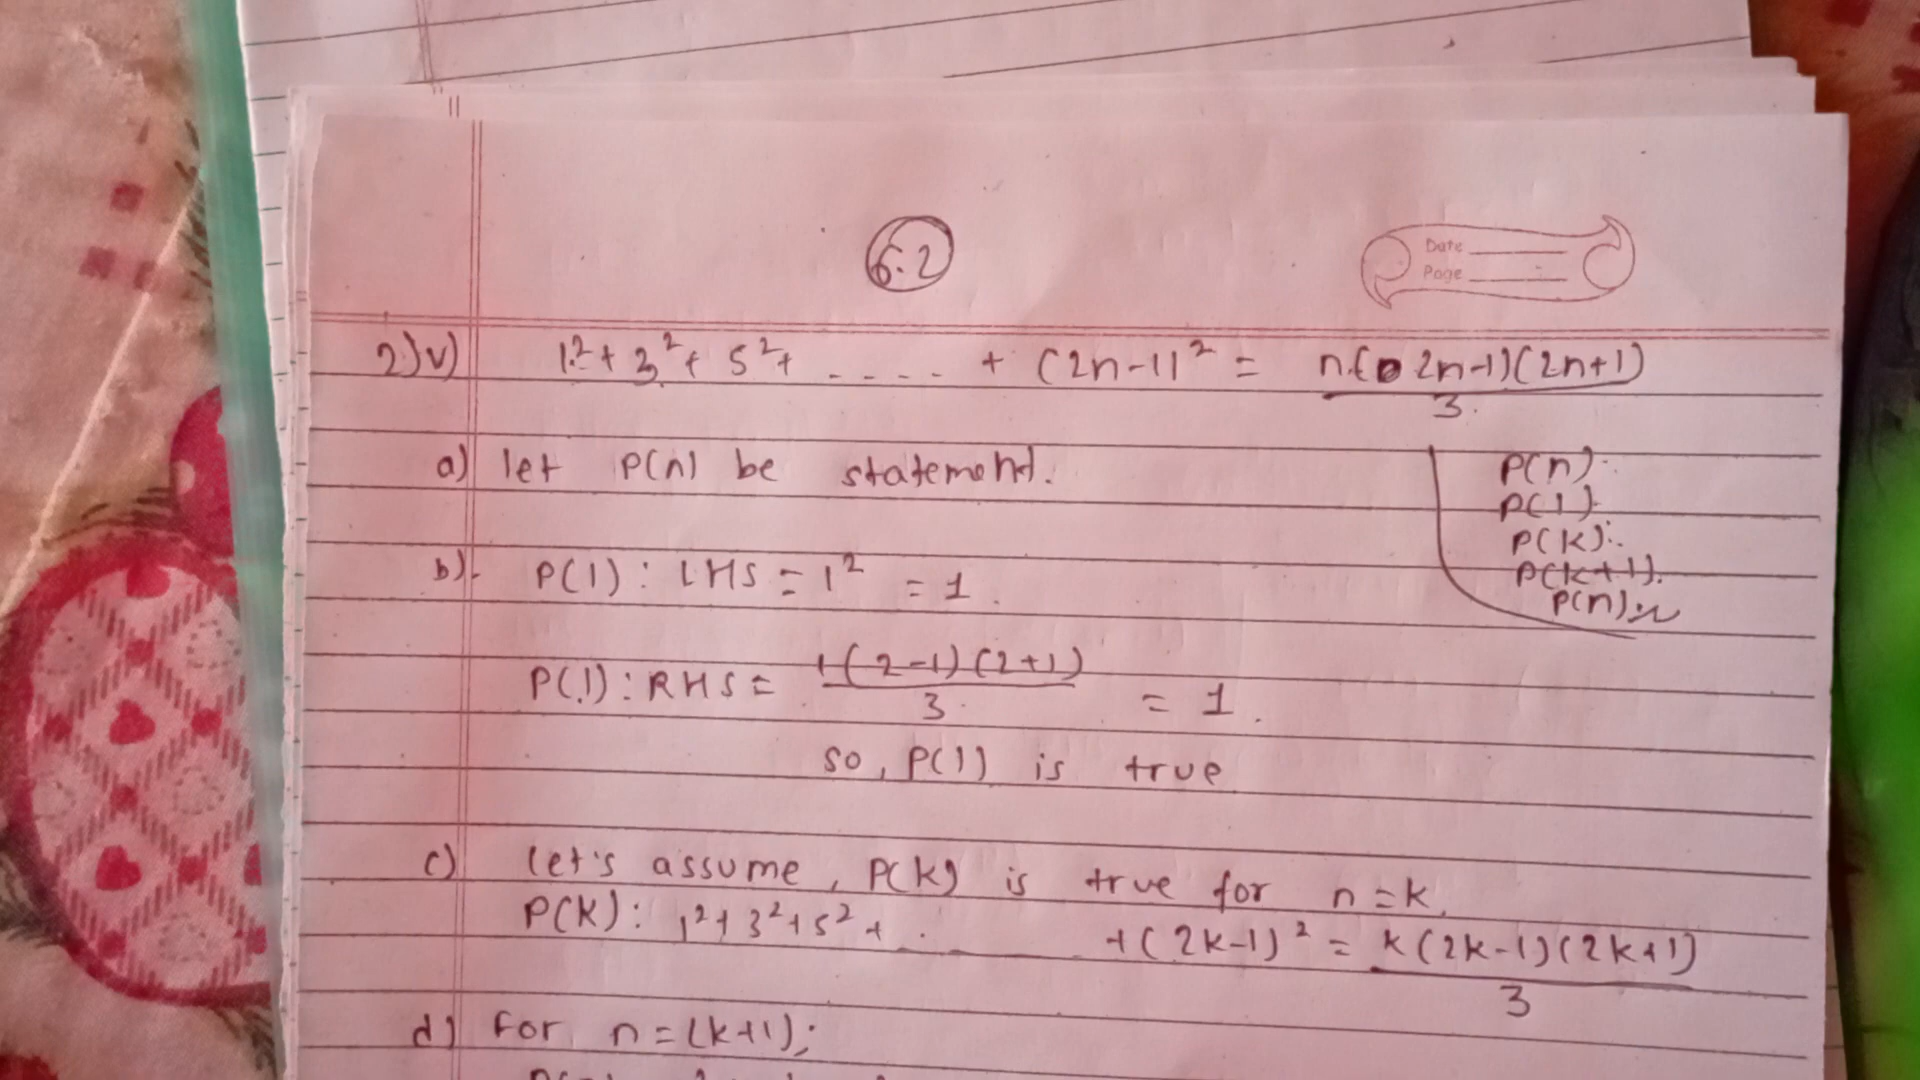 6.2
Date
Page
2)v) 1² + 3² + 5² + ..... + (2n-1)² = n(2n-1)(2n+1)
3
a) let P(n) be statement.
P(n):
P(1)
P(k):
P(k+1).
P(n):
b) P(1) : LHS = 1² = 1.
P(1) : RHS = 1(2-1)(2+1)
3
= 1.
so, P(1) is true
c) let's assume, P(k) is true for n=k.
P(k): 1² + 3² + 5² + ..... + (2k-1)² = k(2k-1)(2k+1)
3
d) For n=(k+1);